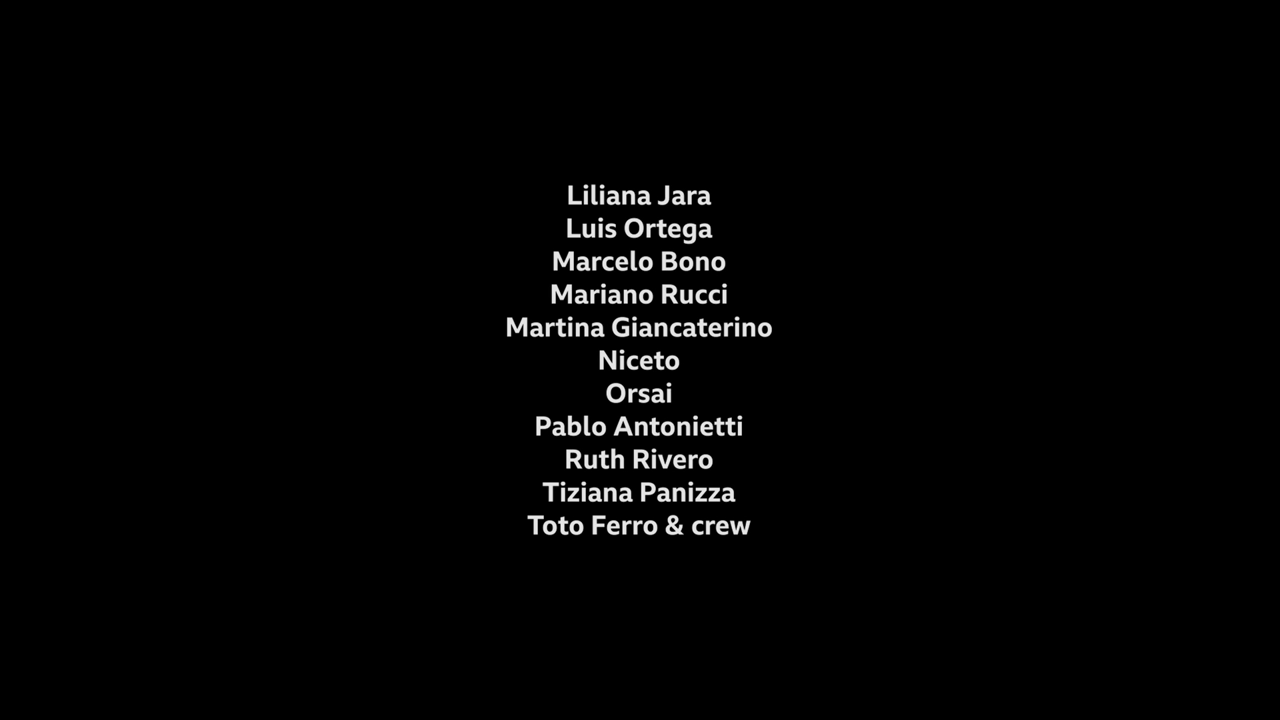 Liliana Jara
Luis Ortega
Marcelo Bono
Mariano Rucci
Martina Giancaterino
Niceto
Orsai
Pablo Antonietti
Ruth Rivero
Tiziana Panizza
Toto Ferro & crew